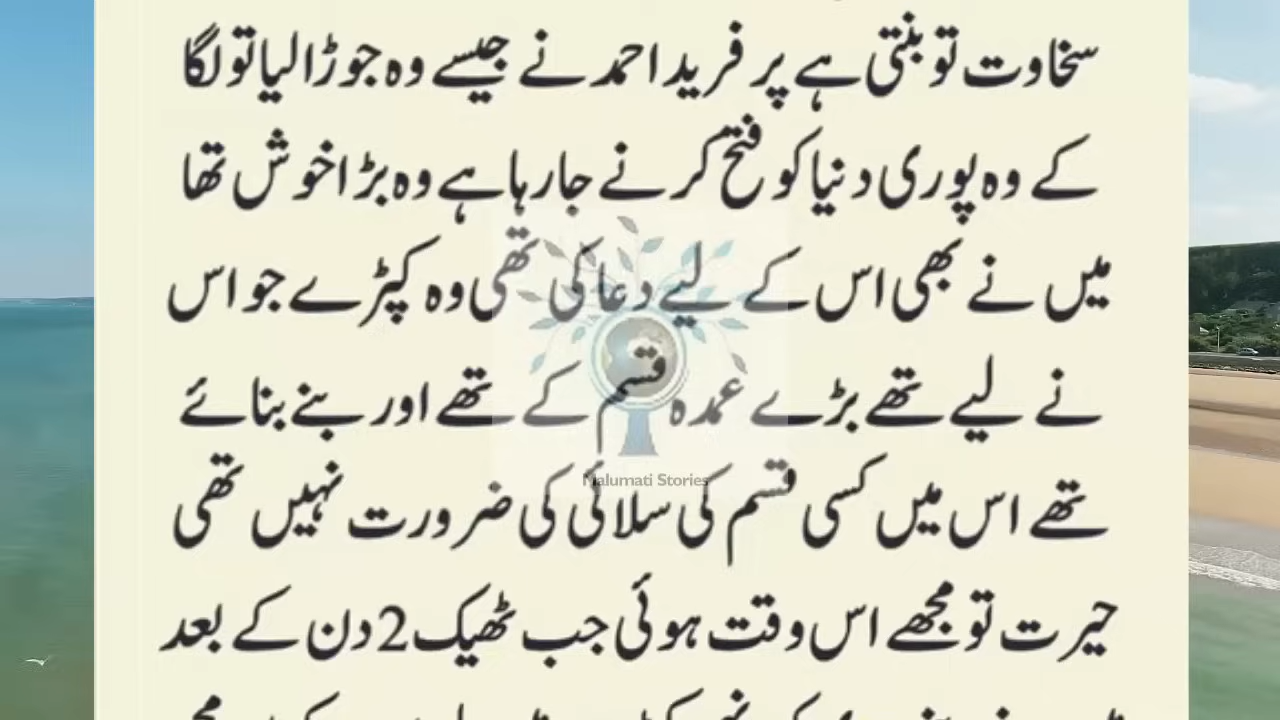 سخاوت تو بنتی ہے پر فرید احمد نے جیسے وہ جوڑا لیا تو لگا
کے وہ پوری دنیا کو فتح کرنے جا رہا ہے وہ بڑا خوش تھا
میں نے بھی اس کے لیے دعا کی تھی وہ کپڑے جو اس
نے لیے تھے بڑے عمدہ قسم کے تھے اور بنے بنائے
Malumati Stories
تھے اس میں کسی قسم کی سلائی کی ضرورت نہیں تھی
حیرت تو مجھے اس وقت ہوئی جب ٹھیک 2 دن کے بعد